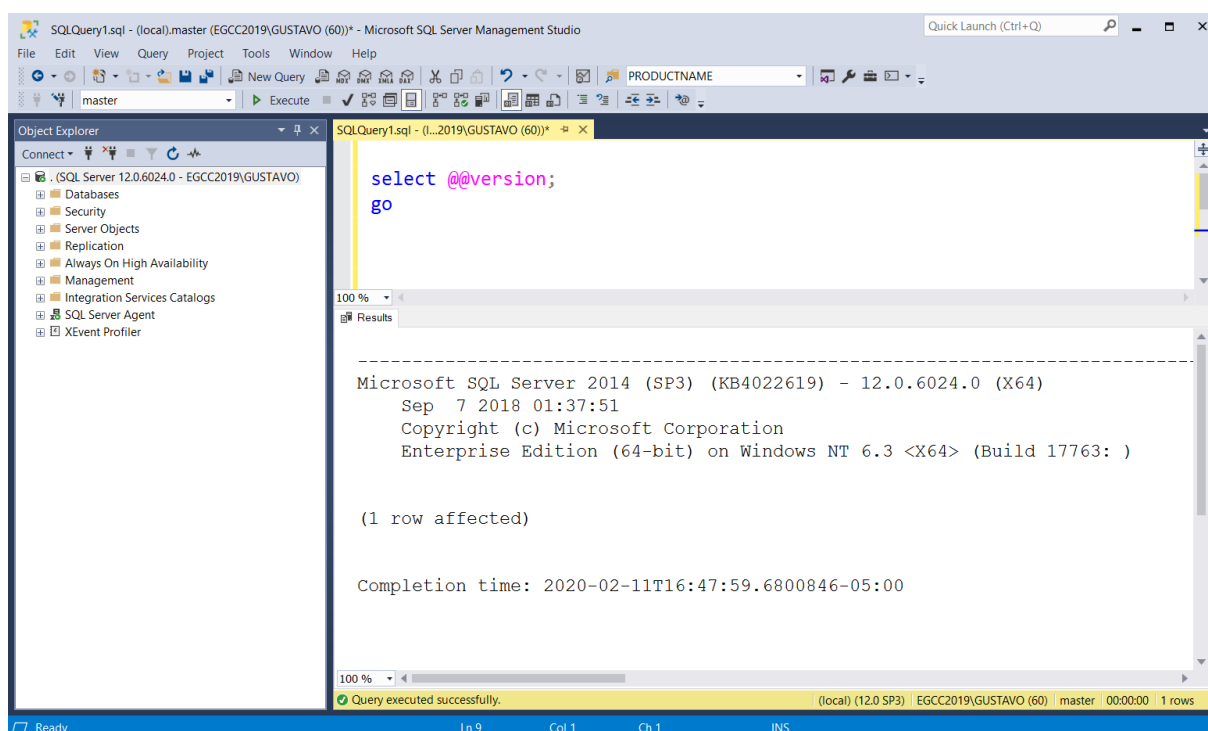 SQLQuery1.sql - (local).master (EGCC2019\GUSTAVO (60))* - Microsoft SQL Server Management Studio
Quick Launch (Ctrl+Q)
File Edit View Query Project Tools Window Help
New Query MDX DMX XMLA DAX PRODUCTNAME
master Execute
Object Explorer
SQLQuery1.sql - (l...2019\GUSTAVO (60))*
Connect
. (SQL Server 12.0.6024.0 - EGCC2019\GUSTAVO)
Databases
Security
Server Objects
Replication
Always On High Availability
Management
Integration Services Catalogs
SQL Server Agent
XEvent Profiler
select @@version;
go
100 %
Results
--------------------------------------------------------------------------
Microsoft SQL Server 2014 (SP3) (KB4022619) - 12.0.6024.0 (X64)
Sep 7 2018 01:37:51
Copyright (c) Microsoft Corporation
Enterprise Edition (64-bit) on Windows NT 6.3 <X64> (Build 17763: )
(1 row affected)
Completion time: 2020-02-11T16:47:59.6800846-05:00
100 %
Query executed successfully.
(local) (12.0 SP3) EGCC2019\GUSTAVO (60) master 00:00:00 1 rows
Ready Ln 9 Col 1 Ch 1 INS